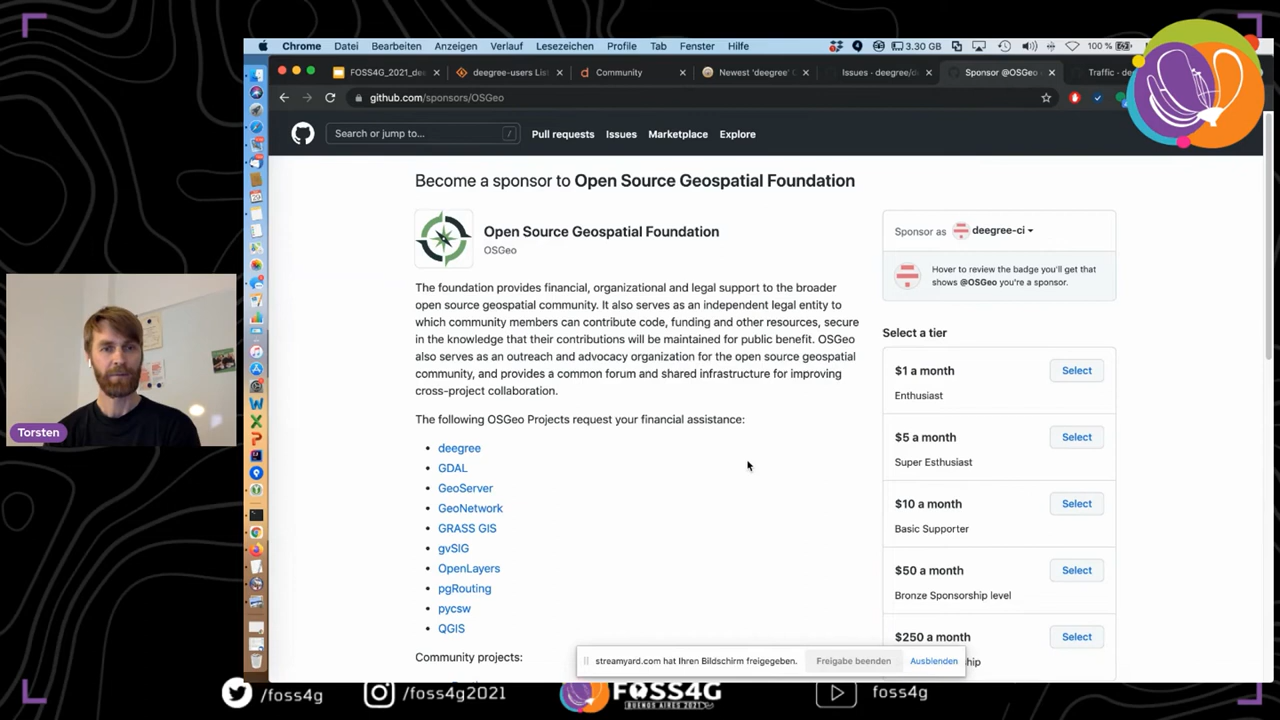 Chrome Datei Bearbeiten Anzeigen Verlauf Lesezeichen Profile Tab Fenster Hilfe 3.30 GB 100 %
FOSS4G_2021_de deegree-users Lis Community Newest 'deegree' Issues - deegree/d Sponsor @OSGeo Traffic - de
github.com/sponsors/OSGeo
Search or jump to... / Pull requests Issues Marketplace Explore
Become a sponsor to Open Source Geospatial Foundation
Open Source Geospatial Foundation
OSGeo
The foundation provides financial, organizational and legal support to the broader
open source geospatial community. It also serves as an independent legal entity to
which community members can contribute code, funding and other resources, secure
in the knowledge that their contributions will be maintained for public benefit. OSGeo
also serves as an outreach and advocacy organization for the open source geospatial
community, and provides a common forum and shared infrastructure for improving
cross-project collaboration.
The following OSGeo Projects request your financial assistance:
deegree
GDAL
GeoServer
GeoNetwork
GRASS GIS
gvSIG
OpenLayers
pgRouting
pycsw
QGIS
Community projects:
Sponsor as deegree-ci
Hover to review the badge you'll get that
shows @OSGeo you're a sponsor.
Select a tier
$1 a month Select
Enthusiast
$5 a month Select
Super Esthusiast
$10 a month Select
Basic Supporter
$50 a month Select
Bronze Sponsorship level
$250 a month Select
hip
streamyard.com hat Ihren Bildschirm freigegeben. Freigabe beenden Ausblenden
Torsten
/foss4g /foss4g2021 FOSS4G foss4g
BUENOS AIRES 2021